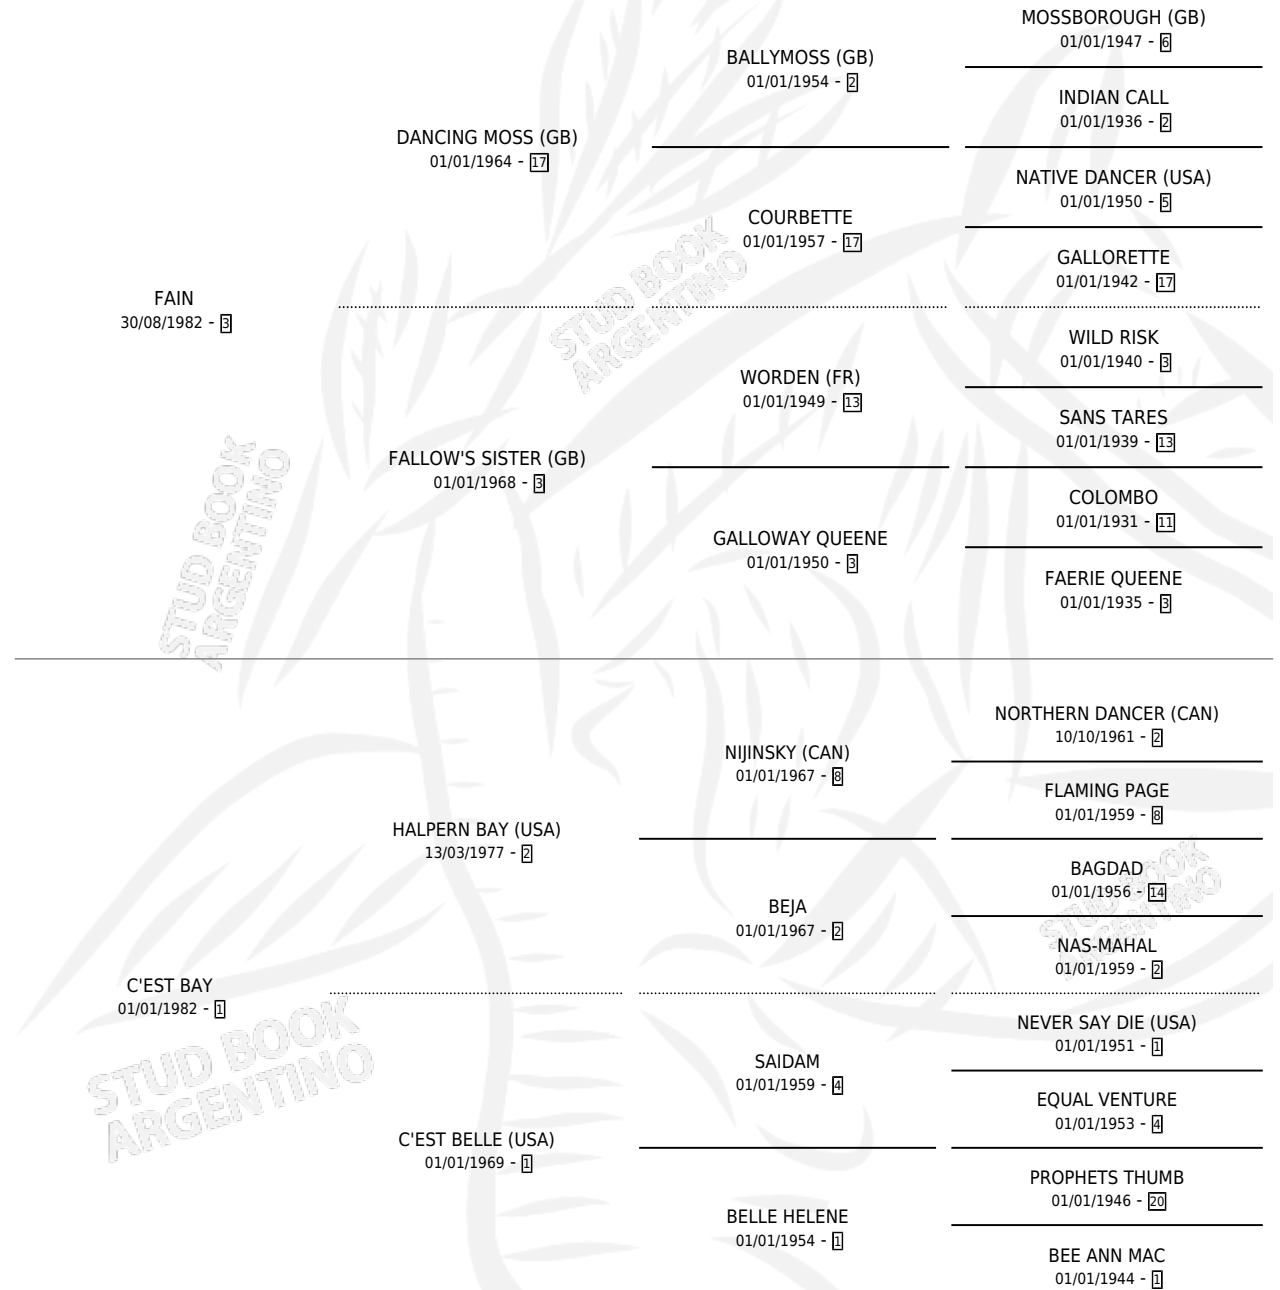 MOSSBOROUGH (GB)
01/01/1947 - 6
BALLYMOSS (GB)
01/01/1954 - 2
INDIAN CALL
01/01/1936 - 2
DANCING MOSS (GB)
01/01/1964 - 17
NATIVE DANCER (USA)
01/01/1950 - 5
COURBETTE
01/01/1957 - 17
GALLORETTE
01/01/1942 - 17
FAIN
30/08/1982 - 3
WILD RISK
01/01/1940 - 3
WORDEN (FR)
01/01/1949 - 13
SANS TARES
01/01/1939 - 13
FALLOW'S SISTER (GB)
01/01/1968 - 3
COLOMBO
01/01/1931 - 11
GALLOWAY QUEENE
01/01/1950 - 3
FAERIE QUEENE
01/01/1935 - 3
STUD BOOK
ARGENTINO
STUD BOOK
ARGENTINO
NORTHERN DANCER (CAN)
10/10/1961 - 2
NIJINSKY (CAN)
01/01/1967 - 8
FLAMING PAGE
01/01/1959 - 8
HALPERN BAY (USA)
13/03/1977 - 2
BAGDAD
01/01/1956 - 14
BEJA
01/01/1967 - 2
NAS-MAHAL
01/01/1959 - 2
C'EST BAY
01/01/1982 - 1
NEVER SAY DIE (USA)
01/01/1951 - 1
SAIDAM
01/01/1959 - 4
EQUAL VENTURE
01/01/1953 - 4
C'EST BELLE (USA)
01/01/1969 - 1
PROPHETS THUMB
01/01/1946 - 20
BELLE HELENE
01/01/1954 - 1
BEE ANN MAC
01/01/1944 - 1
STUD BOOK
ARGENTINO
STUD BOOK
ARGENTINO